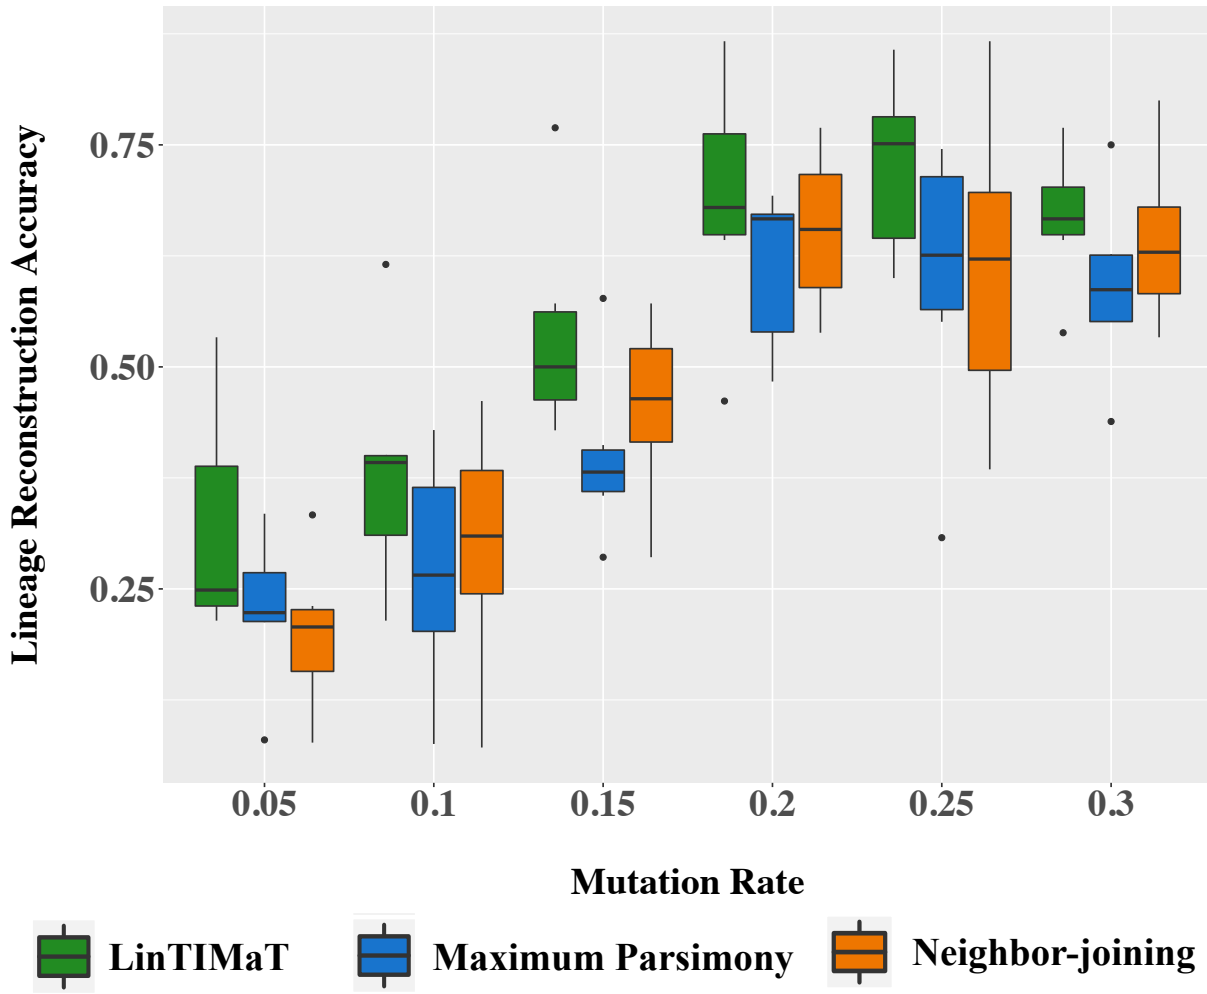 Lineage Reconstruction Accuracy
0.75
0.50
0.25
0.05 0.1 0.15 0.2 0.25 0.3
Mutation Rate
LinTIMaT Maximum Parsimony Neighbor-joining